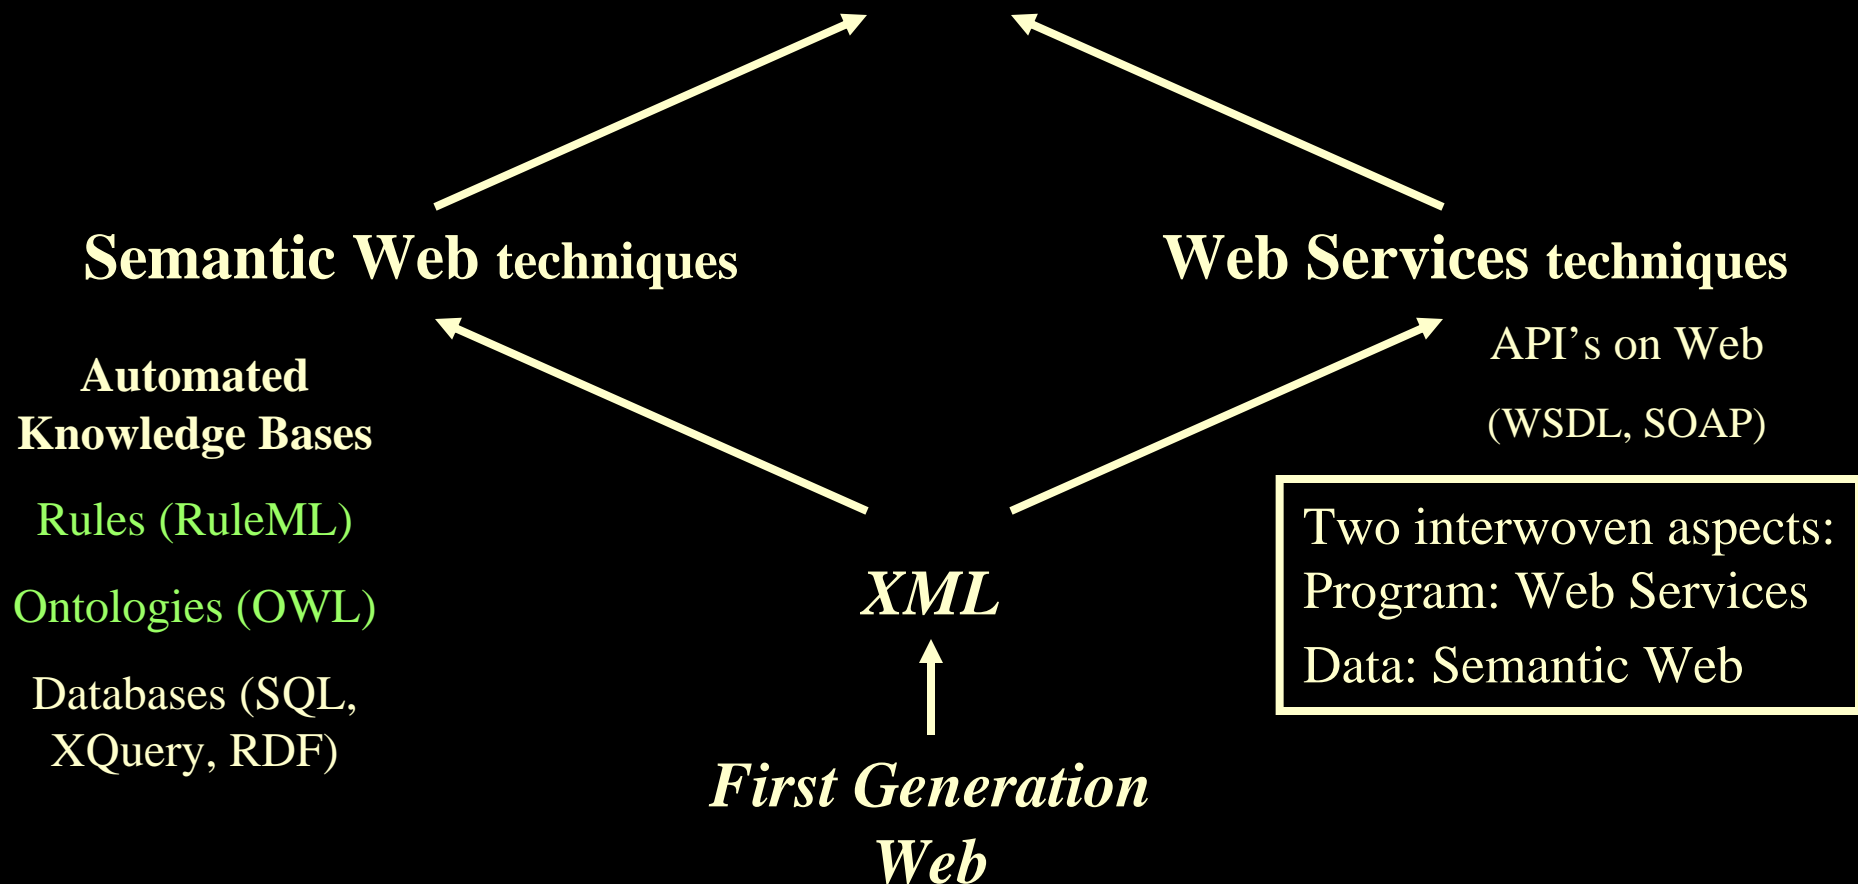 Semantic Web techniques
Web Services techniques
Automated
Knowledge Bases
Rules (RuleML)
Ontologies (OWL)
Databases (SQL,
XQuery, RDF)
API’s on Web
(WSDL, SOAP)
Two interwoven aspects:
Program: Web Services
Data: Semantic Web
XML
First Generation
Web